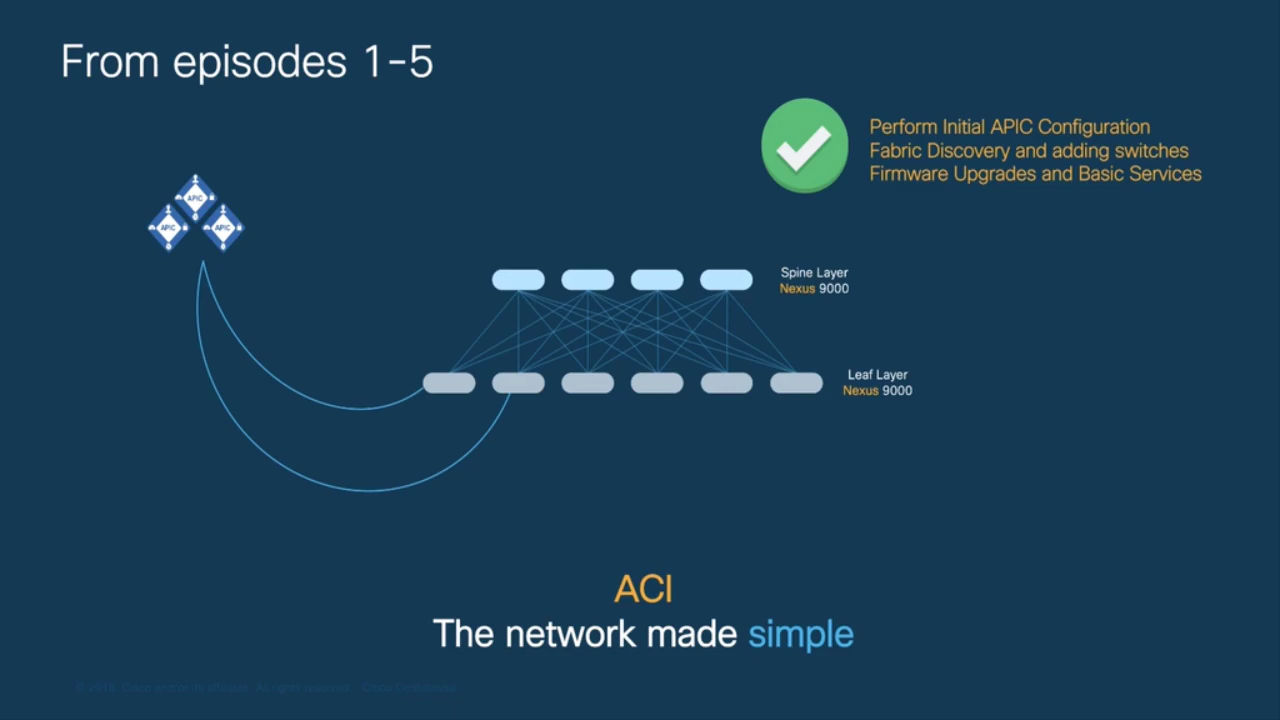 From episodes 1-5
Perform Initial APIC Configuration
Fabric Discovery and adding switches
Firmware Upgrades and Basic Services
APIC
APIC APIC
Spine Layer
Nexus 9000
Leaf Layer
Nexus 9000
ACI
The network made simple